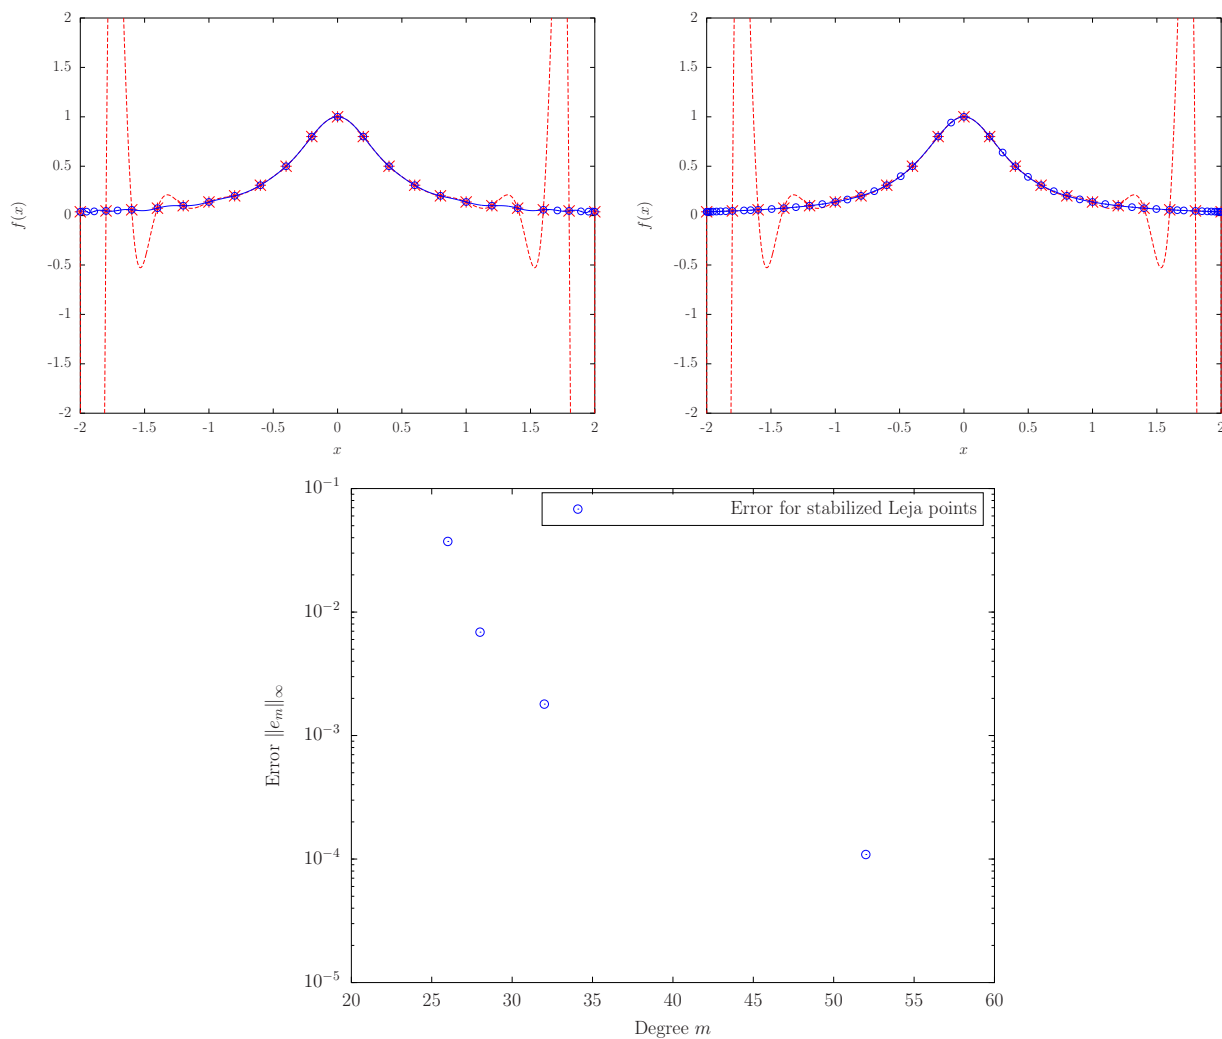 2
1.5
1
0.5
0
-0.5
-1
-1.5
-2
-2 -1.5 -1 -0.5 0 0.5 1 1.5 2
f(x)
x
2
1.5
1
0.5
0
-0.5
-1
-1.5
-2
-2 -1.5 -1 -0.5 0 0.5 1 1.5 2
f(x)
x
10⁻¹
10⁻²
10⁻³
10⁻⁴
10⁻⁵
20 25 30 35 40 45 50 55 60
Error ‖eₘ‖∞
Degree m
Error for stabilized Leja points